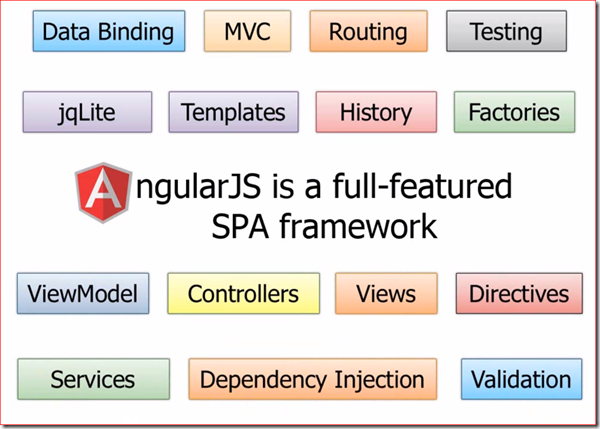 Data Binding MVC Routing Testing
jqLite Templates History Factories
AngularJS is a full-featured
SPA framework
ViewModel Controllers Views Directives
Services Dependency Injection Validation